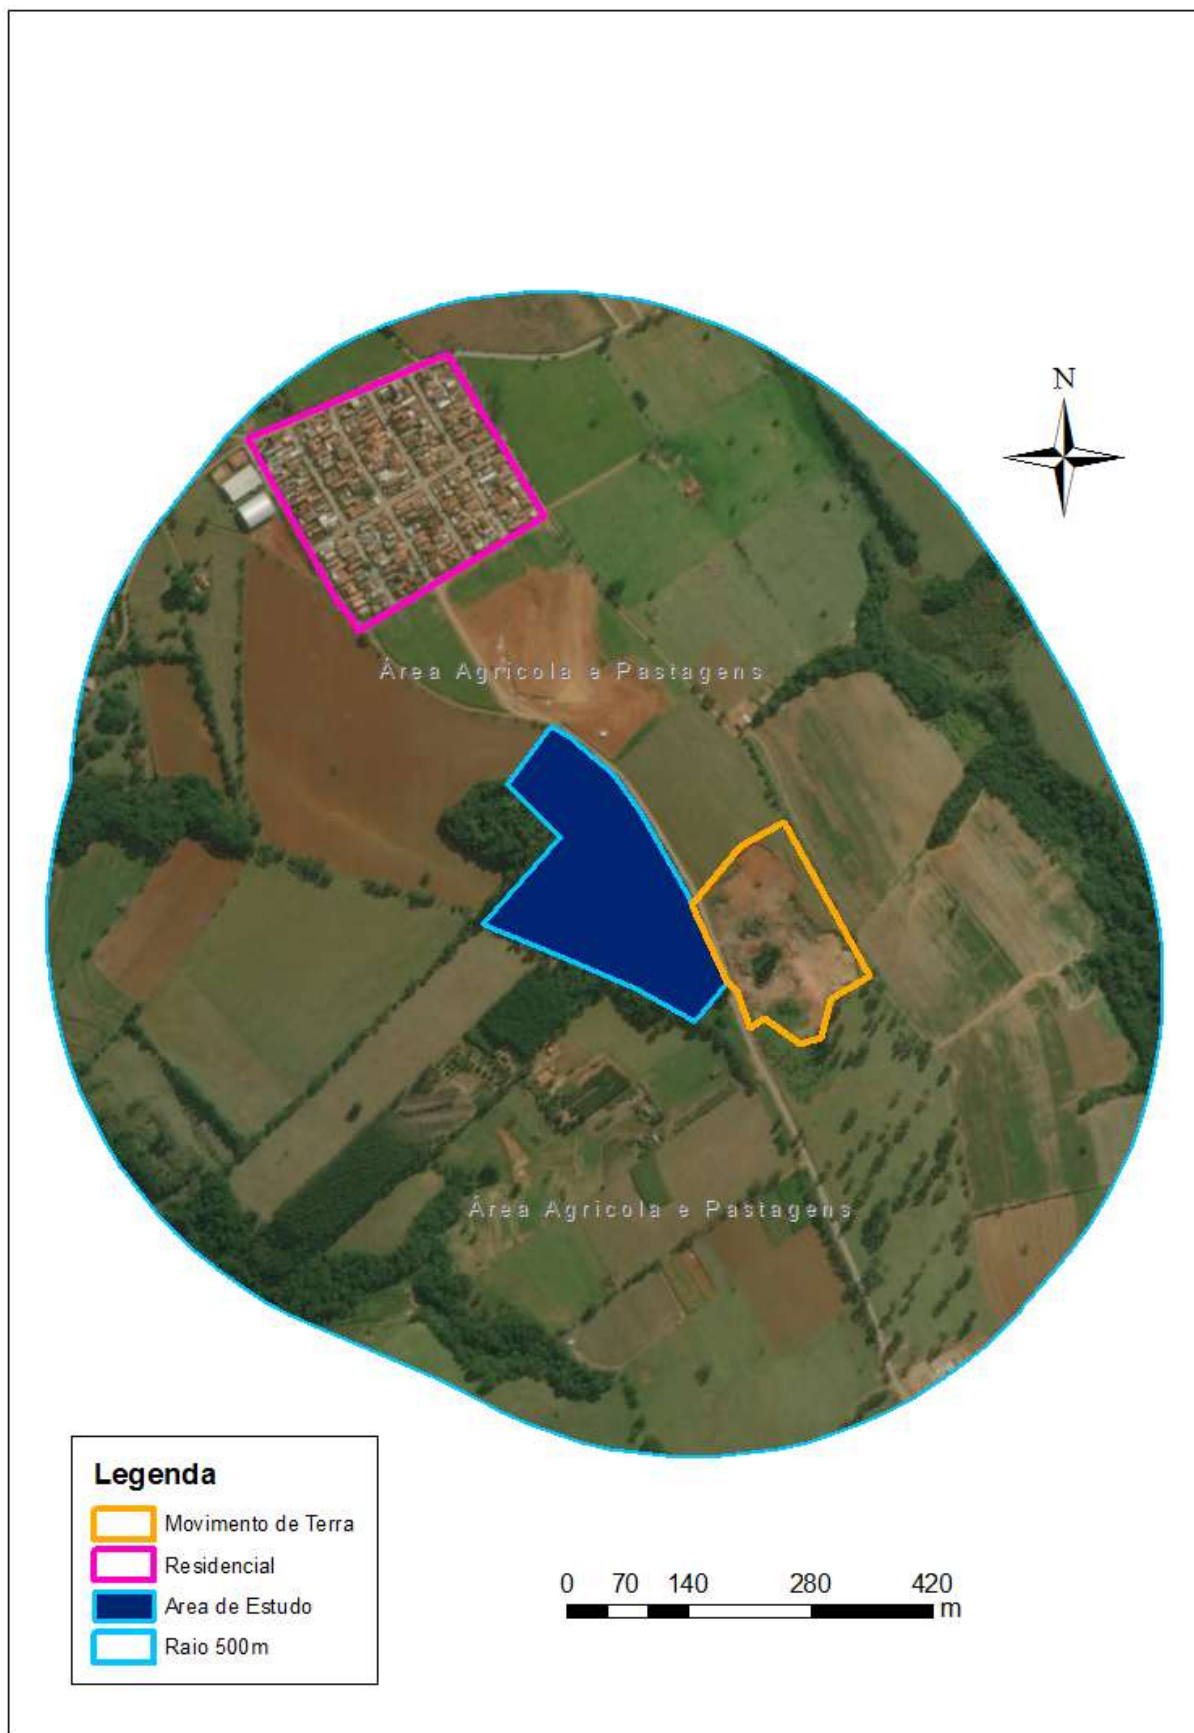 N
Área Agrícola e Pastagens
Área Agrícola e Pastagens
Legenda
Movimento de Terra
Residencial
Area de Estudo
Raio 500m
0 70 140 280 420
m